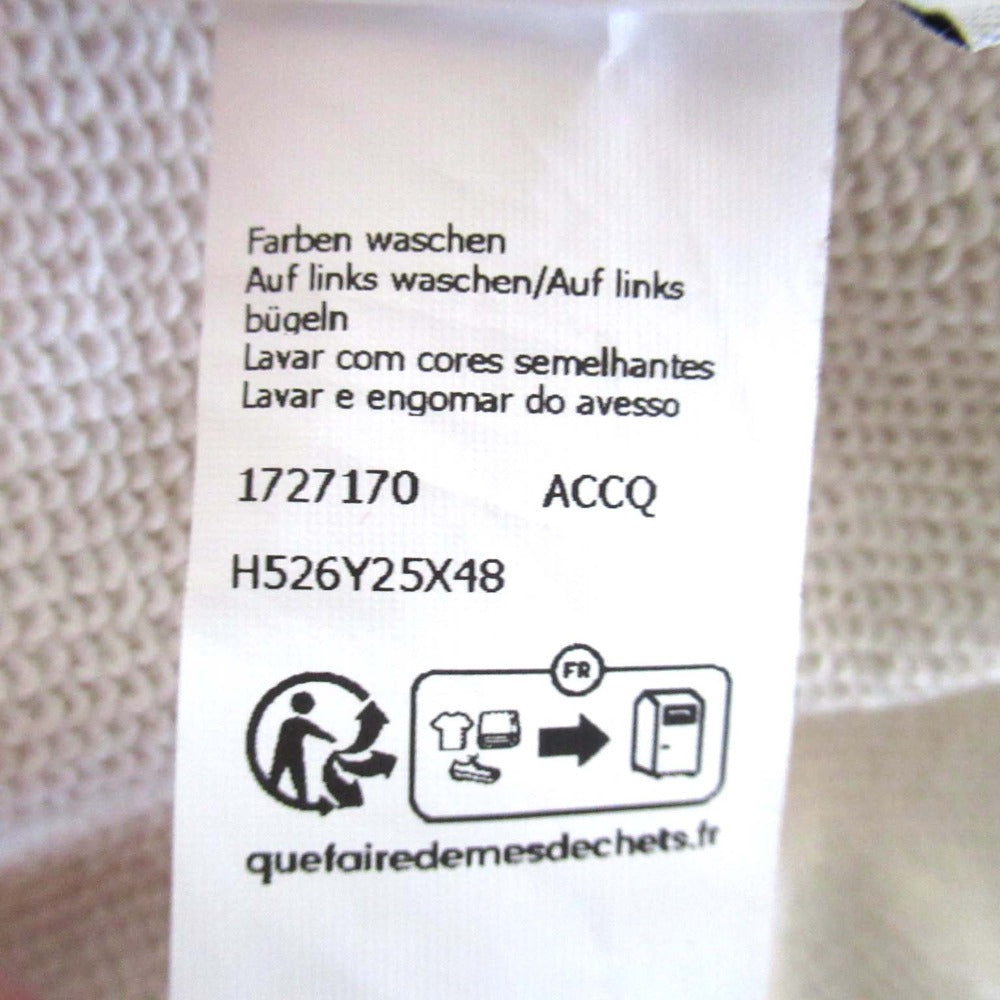 Farben waschen
Auf links waschen/Auf links
bügeln
Lavar com cores semelhantes
Lavar e engomar do avesso
1727170 ACCQ
H526Y25X48
FR
quefairedemesdechets.fr